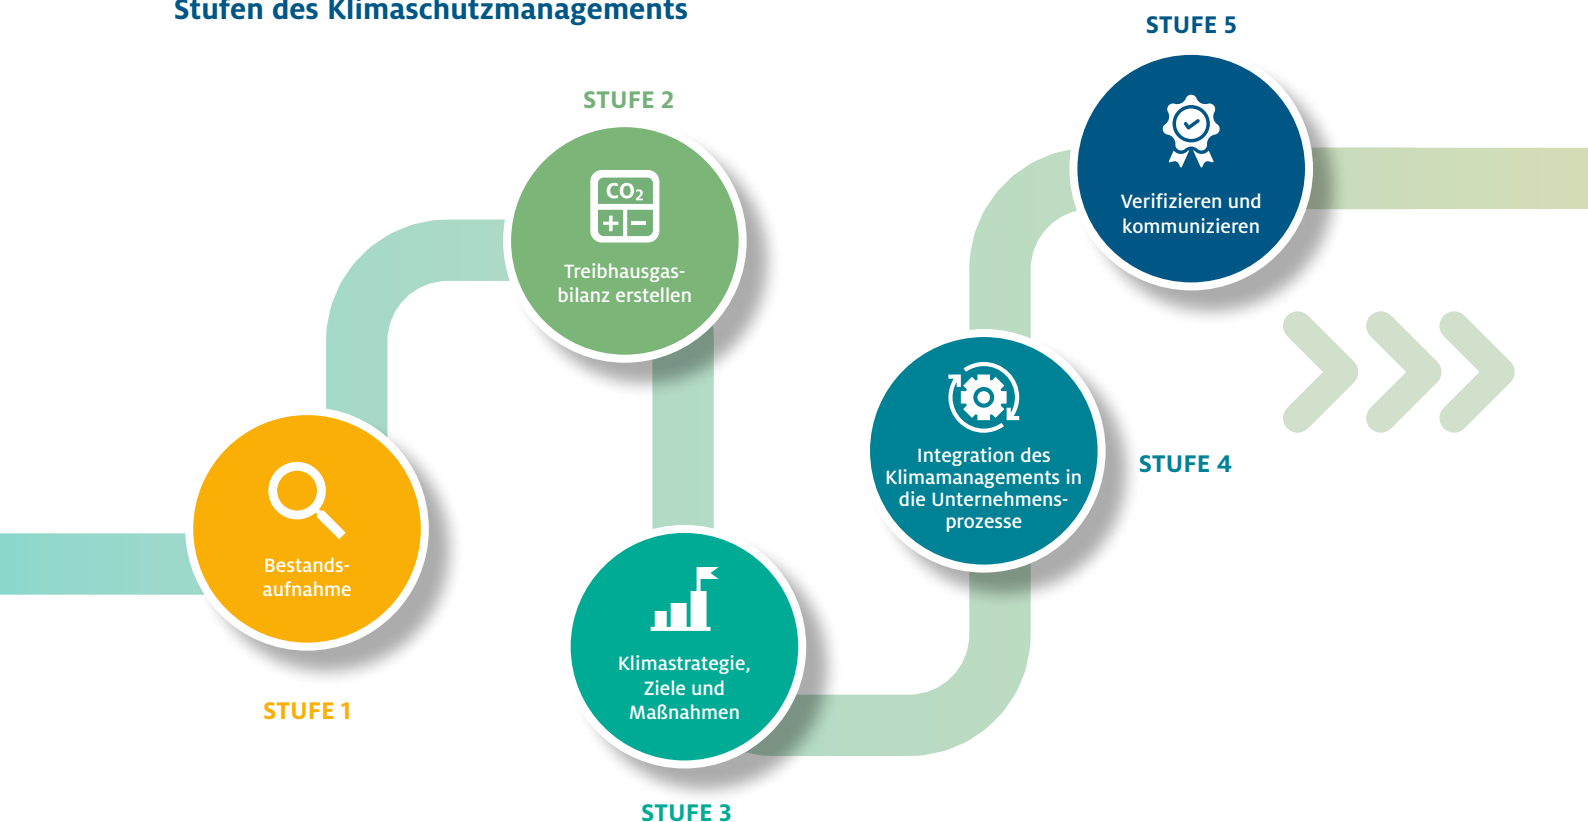 Stufen des Klimaschutzmanagements
STUFE 1
Bestands-
aufnahme
STUFE 2
CO₂
+ −
Treibhausgas-
bilanz erstellen
STUFE 3
Klimastrategie,
Ziele und
Maßnahmen
STUFE 4
Integration des
Klimamanagements in
die Unternehmens-
prozesse
STUFE 5
Verifizieren und
kommunizieren